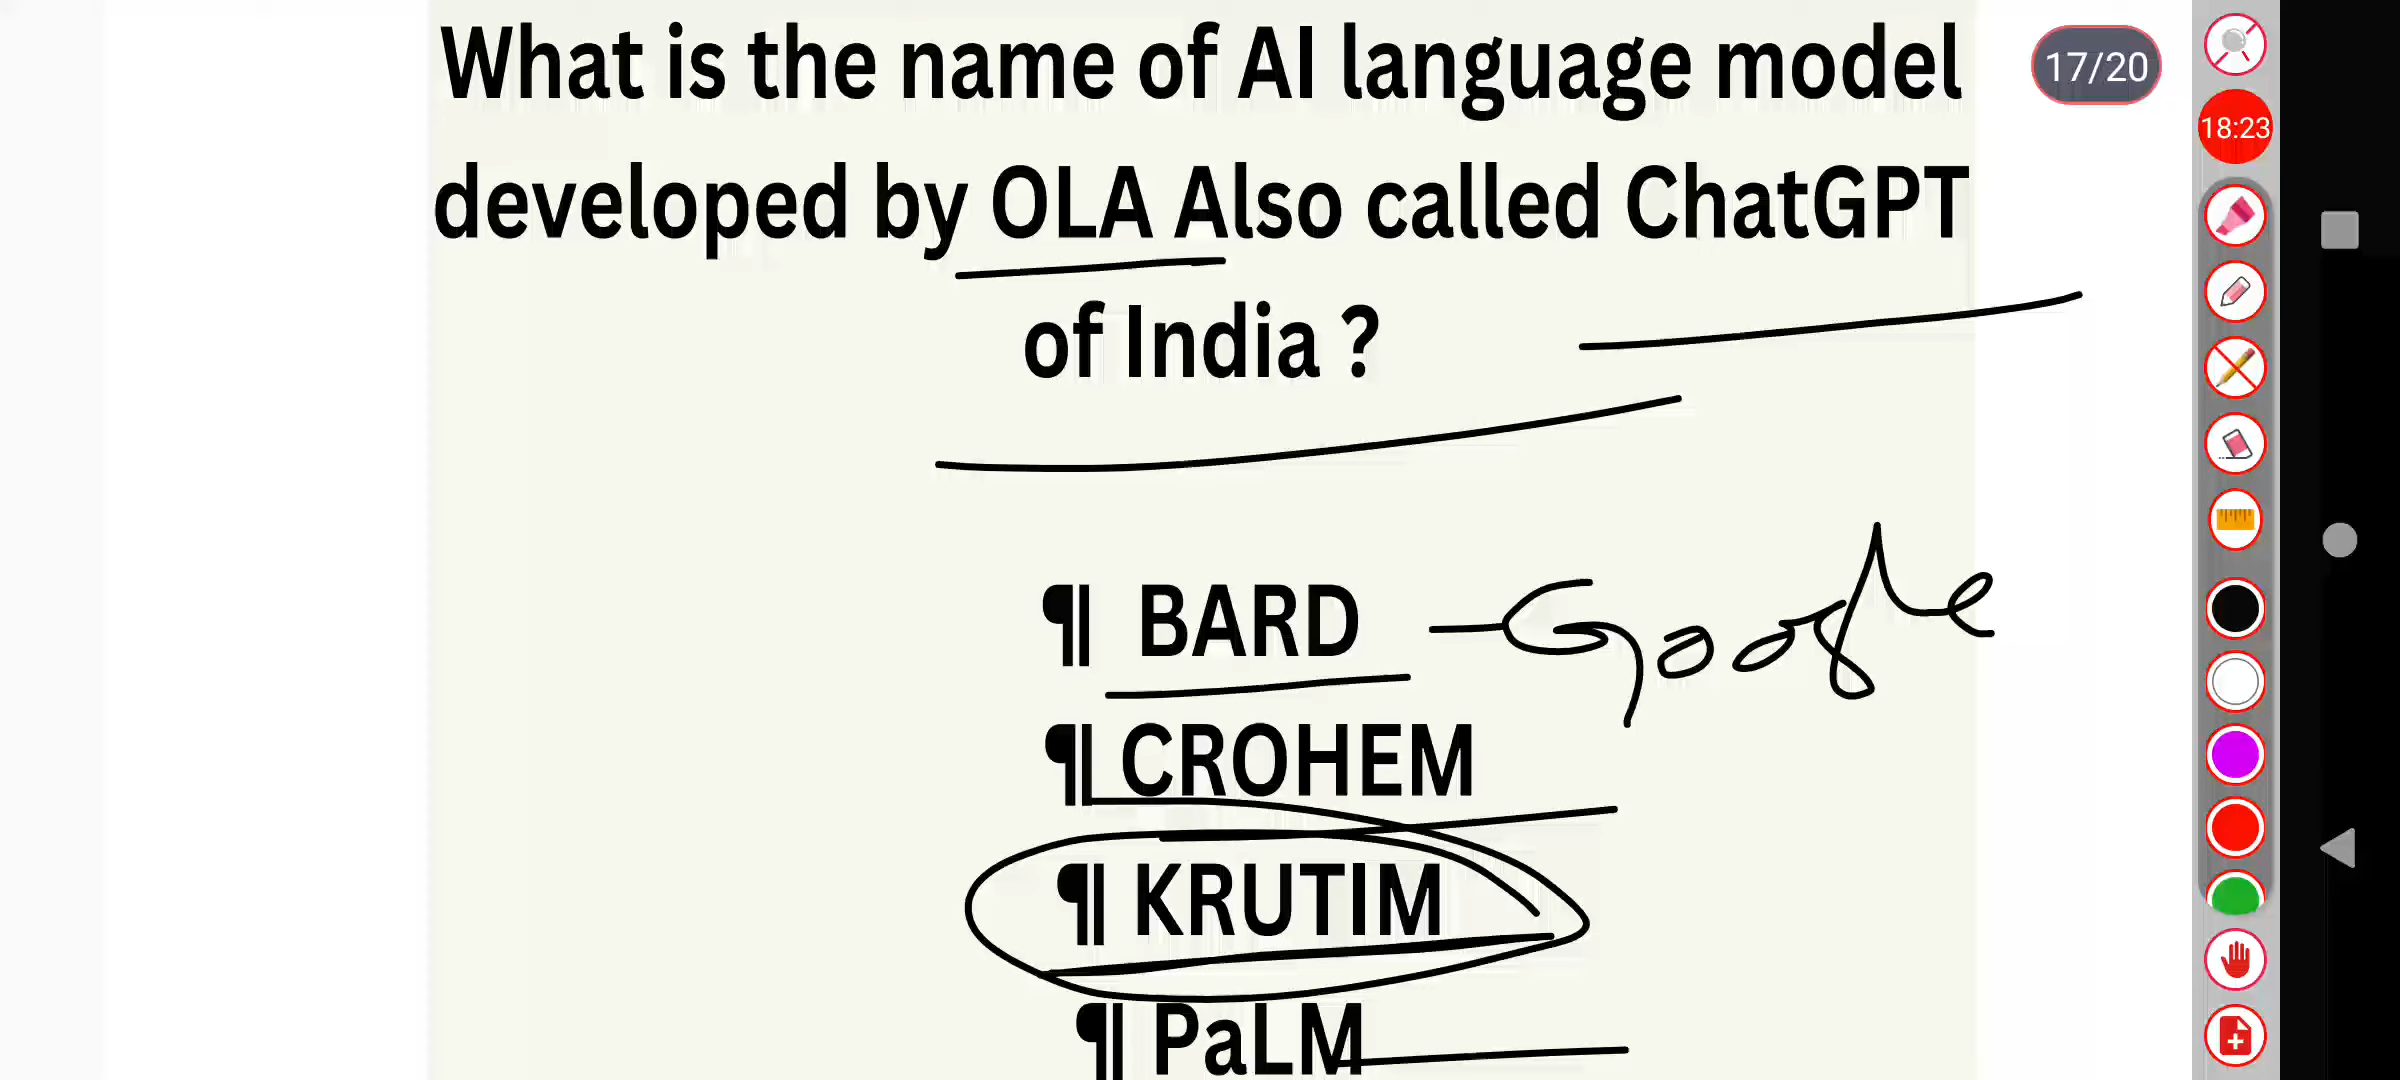 What is the name of AI language model
17/20
18:23
developed by OLA Also called ChatGPT
of India ?
¶ BARD - Google
¶ CROHEM
¶ KRUTIM
¶ PaLM